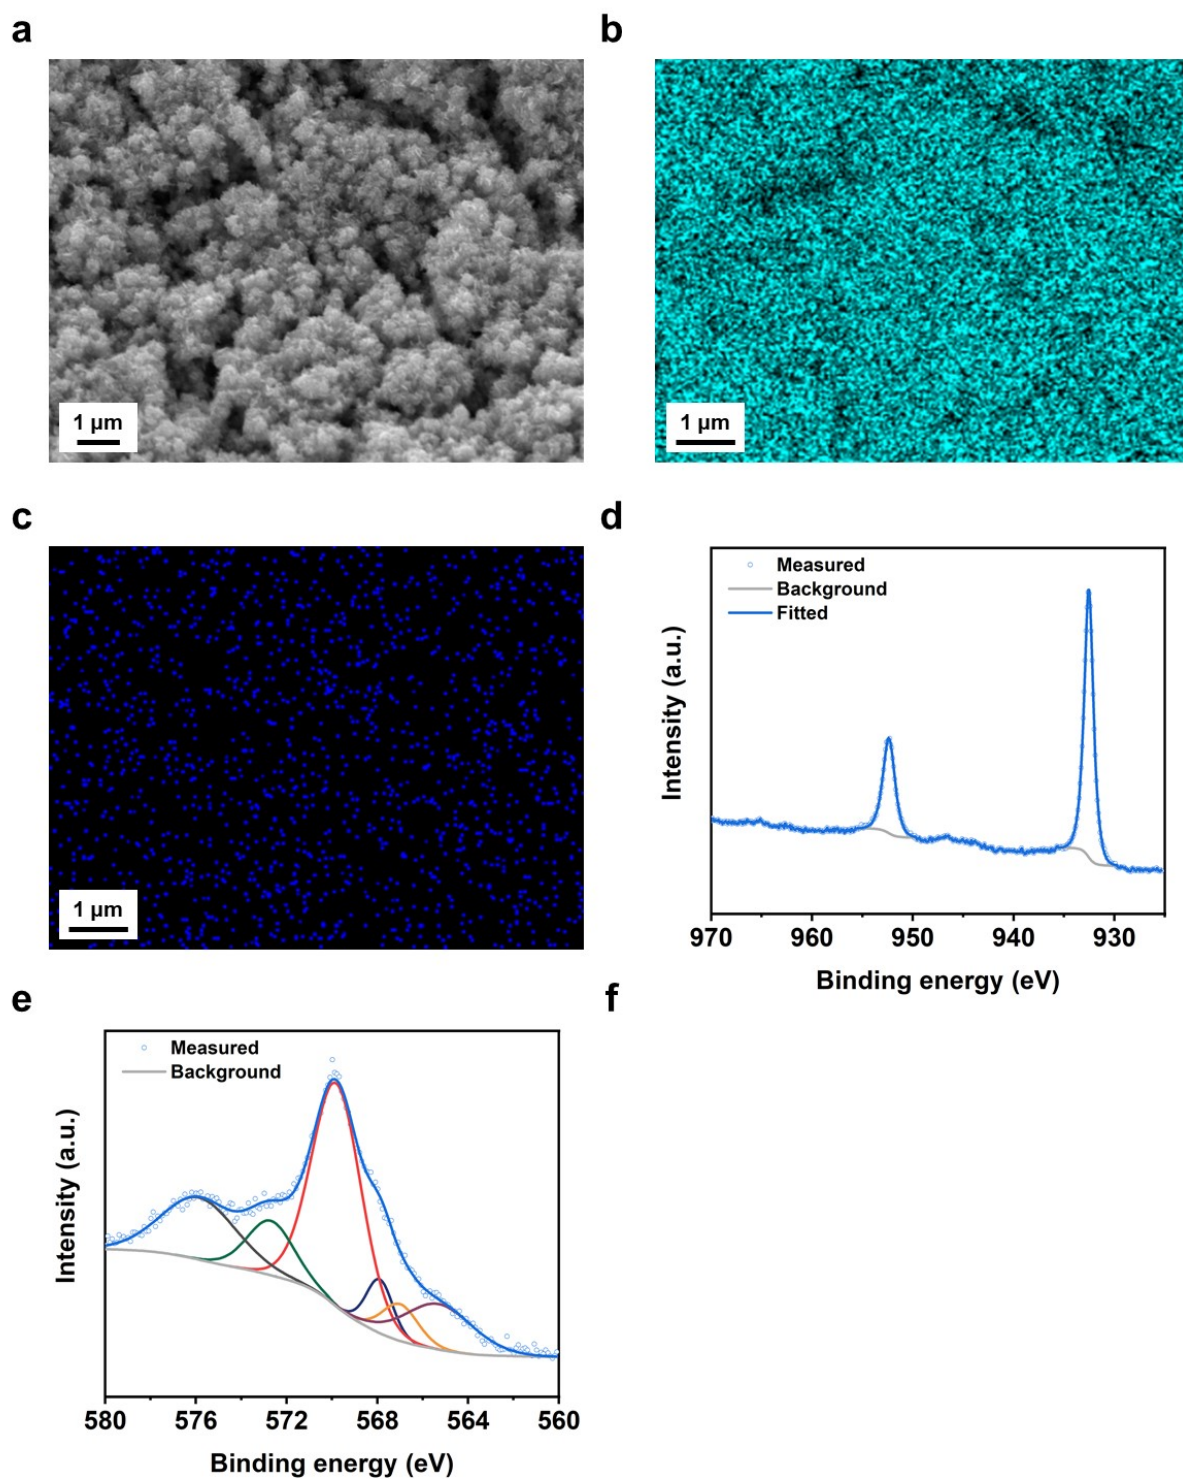 a
b
1 µm
1 µm
c
d
1 µm
Measured
Background
Fitted
Intensity (a.u.)
970 960 950 940 930
Binding energy (eV)
e
f
Measured
Background
Intensity (a.u.)
580 576 572 568 564 560
Binding energy (eV)